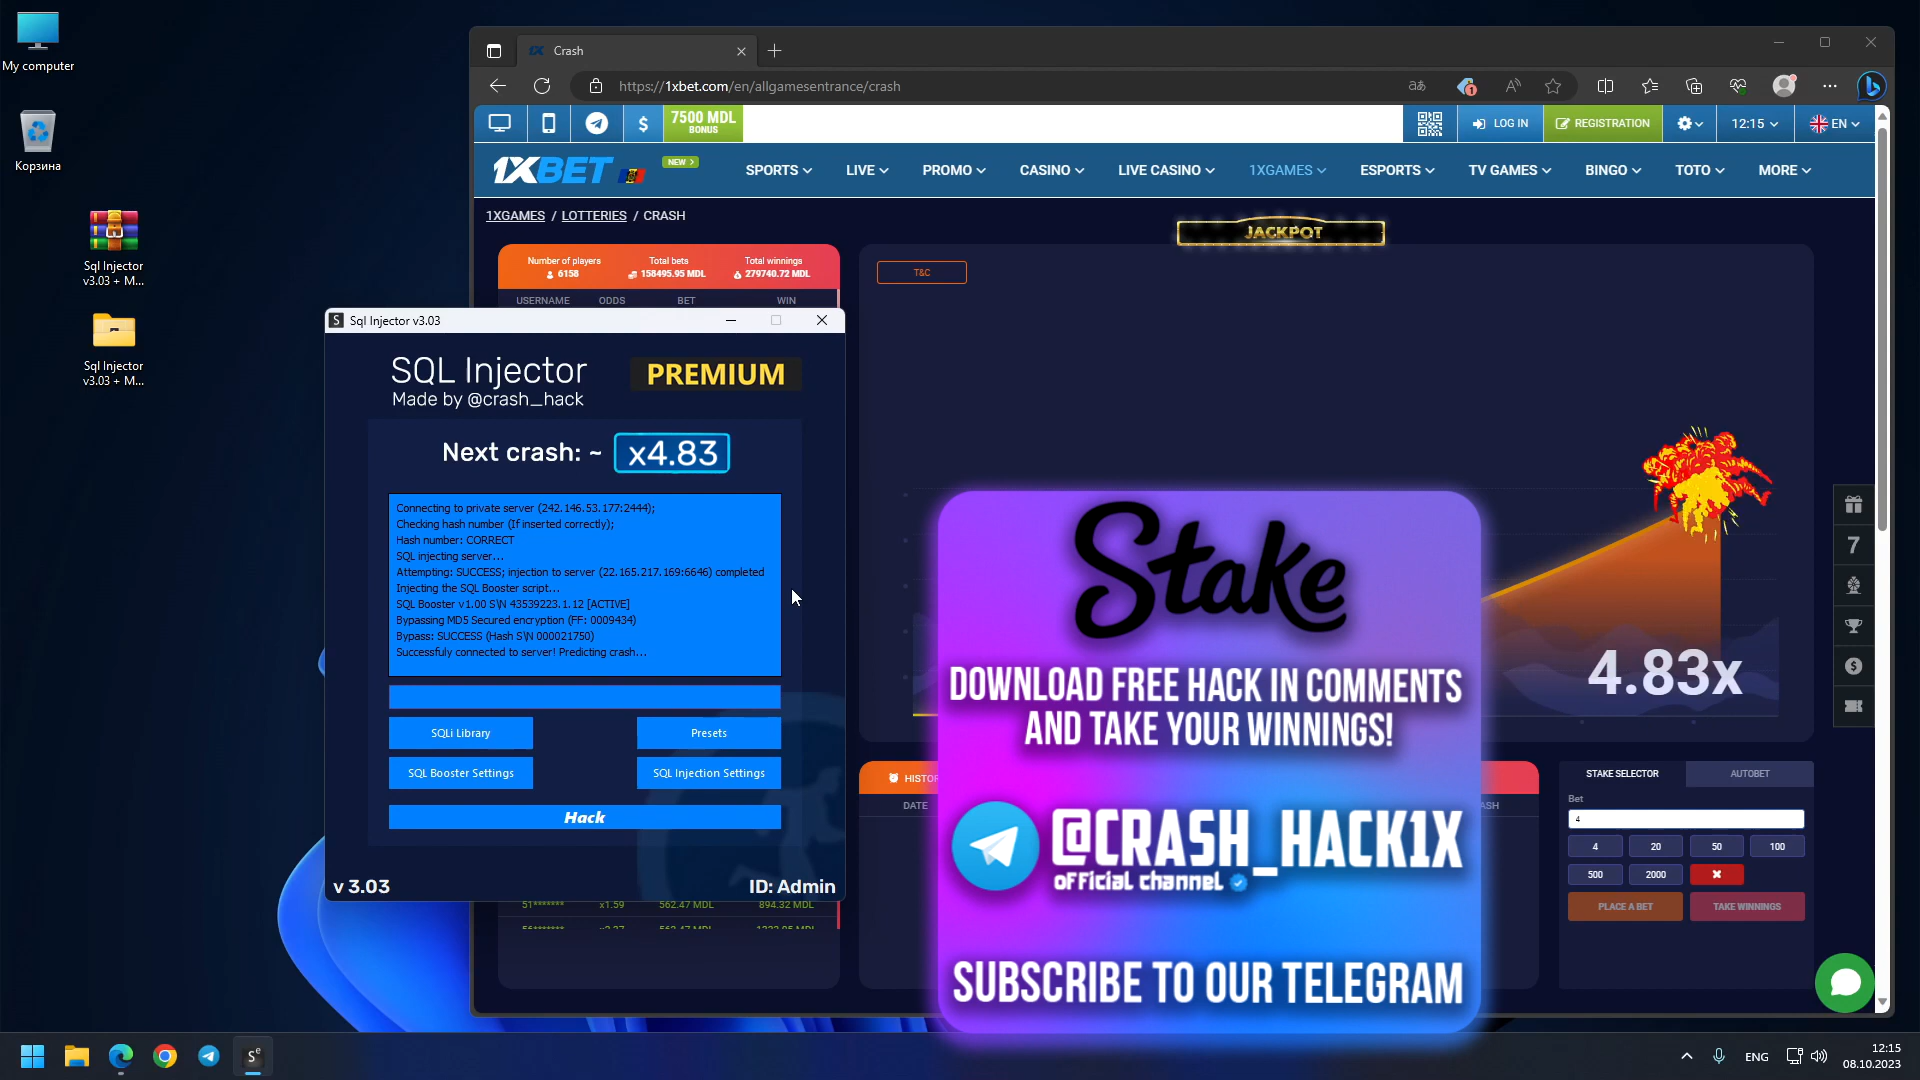 My computer
Корзина
Sql Injector
v3.03 + M...
Sql Injector
v3.03 + M...
Crash
https://1xbet.com/en/allgamesentrance/crash
7500 MDL
BONUS
LOG IN
REGISTRATION
12:15
EN
1XBET
NEW >
SPORTS
LIVE
PROMO
CASINO
LIVE CASINO
1XGAMES
ESPORTS
TV GAMES
BINGO
TOTO
MORE
1XGAMES / LOTTERIES / CRASH
JACKPOT
Number of players
6158
Total bets
158495.95 MDL
Total winnings
279740.72 MDL
T&C
USERNAME ODDS BET WIN
Sql Injector v3.03
SQL Injector
PREMIUM
Made by @crash_hack
Next crash: ~ x4.83
Connecting to private server (242.146.53.177:2444);
Checking hash number (If inserted correctly);
Hash number: CORRECT
SQL injecting server...
Attempting: SUCCESS; injection to server (22.165.217.169:6646) completed
Injecting the SQL Booster script...
SQL Booster v1.00 S\N 43539223.1.12 [ACTIVE]
Bypassing MD5 Secured encryption (FF: 0009434)
Bypass: SUCCESS (Hash S\N 000021750)
Successfuly connected to server! Predicting crash...
SQLi Library
Presets
SQL Booster Settings
SQL Injection Settings
Hack
v 3.03
ID: Admin
51******* x1.59 562.47 MDL 894.32 MDL
4.83x
Stake
DOWNLOAD FREE HACK IN COMMENTS
AND TAKE YOUR WINNINGS!
@CRASH_HACK1X
official channel
SUBSCRIBE TO OUR TELEGRAM
HISTOR
DATE
ASH
STAKE SELECTOR
AUTOBET
Bet
4
4 20 50 100
500 2000
PLACE A BET
TAKE WINNINGS
ENG
12:15
08.10.2023